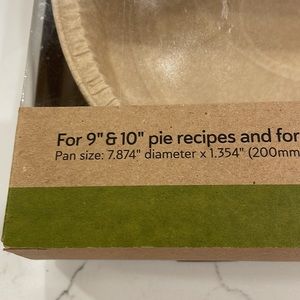 For 9" & 10" pie recipes and for
Pan size: 7.874" diameter x 1.354" (200mm